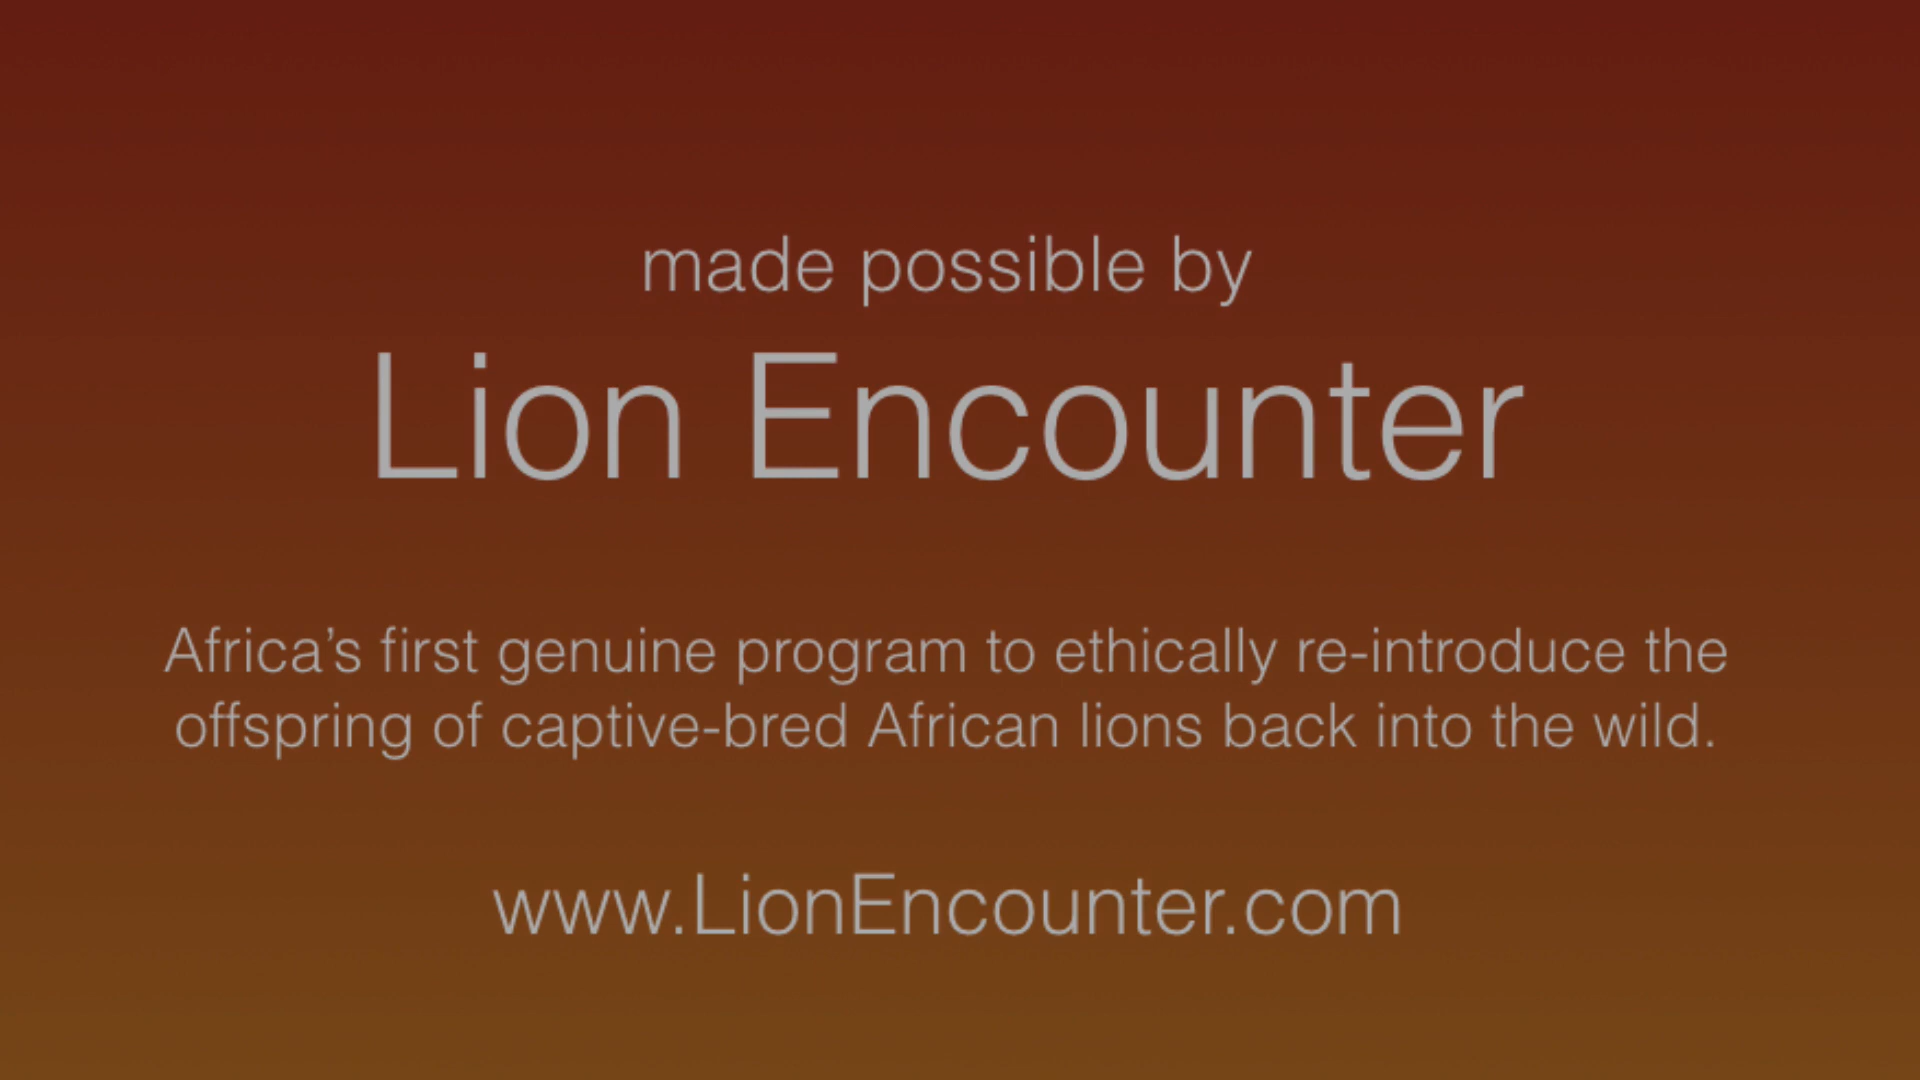 made possible by
Lion Encounter
Africa’s first genuine program to ethically re-introduce the
offspring of captive-bred African lions back into the wild.
www.LionEncounter.com